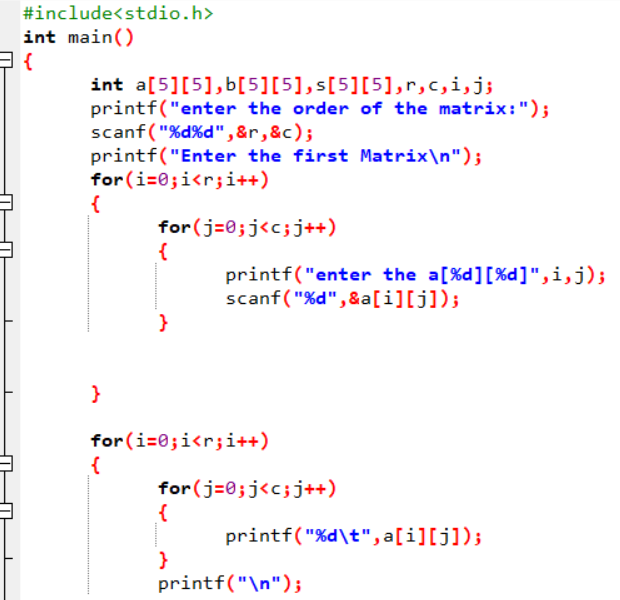 #include<stdio.h>
int main()
{
int a[5][5],b[5][5],s[5][5],r,c,i,j;
printf("enter the order of the matrix:");
scanf("%d%d",&r,&c);
printf("Enter the first Matrix\n");
for(i=0;i<r;i++)
{
for(j=0;j<c;j++)
{
printf("enter the a[%d][%d]",i,j);
scanf("%d",&a[i][j]);
}
}
for(i=0;i<r;i++)
{
for(j=0;j<c;j++)
{
printf("%d\t",a[i][j]);
}
printf("\n");